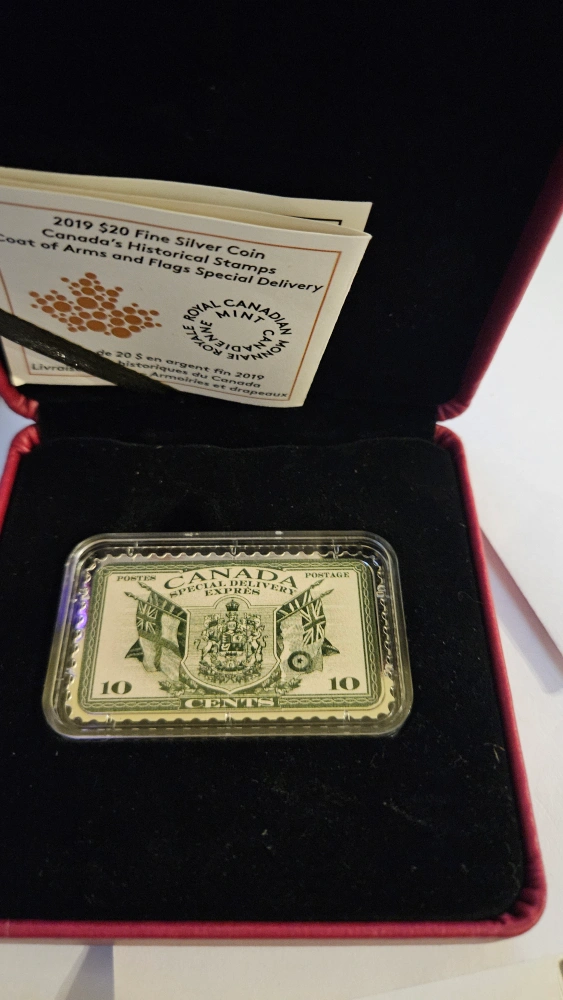 2019 $20 Fine Silver Coin
Canada's Historical Stamps
Coat of Arms and Flags Special Delivery
ROYAL CANADIAN MINT
MONNAIE ROYALE CANADIENNE
de 20 $ en argent fin 2019
historiques du Canada
Armoiries et drapeaux
POSTES CANADA POSTAGE
SPECIAL DELIVERY
EXPRÈS
10 10
CENTS